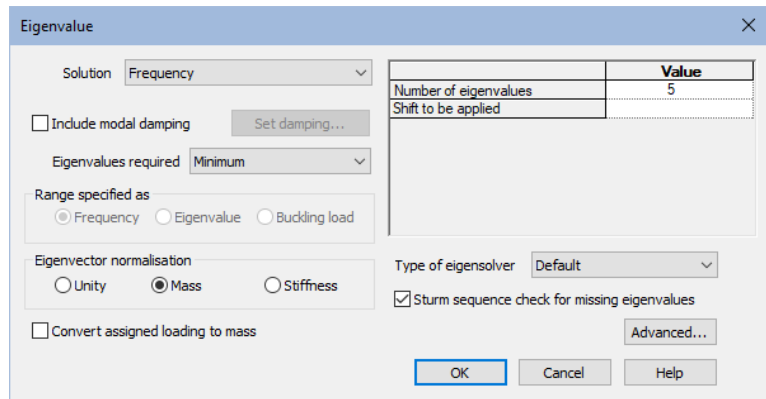 Eigenvalue
Solution Frequency
Include modal damping Set damping...
Eigenvalues required Minimum
Range specified as
Frequency Eigenvalue Buckling load
Eigenvector normalisation
Unity Mass Stiffness
Convert assigned loading to mass
Value
Number of eigenvalues 5
Shift to be applied
Type of eigensolver Default
Sturm sequence check for missing eigenvalues
Advanced...
OK Cancel Help